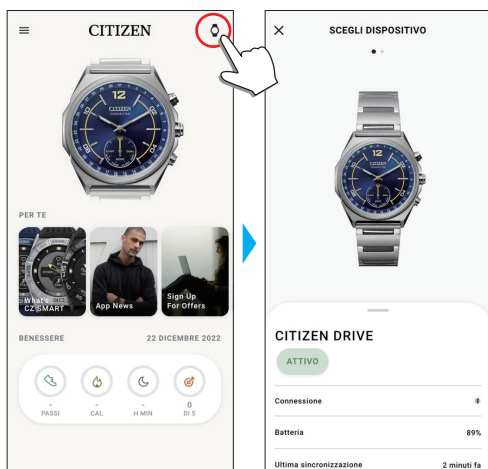 CITIZEN
12
CITIZEN
PER TE
What's
CZ SMART
App News
Sign Up
For Offers
BENESSERE
22 DICEMBRE 2022
-
PASSI
-
CAL
-
H MIN
0
DI 5
SCEGLI DISPOSITIVO
12
CITIZEN
CITIZEN DRIVE
ATTIVO
Connessione
Batteria
89%
Ultima sincronizzazione
2 minuti fa